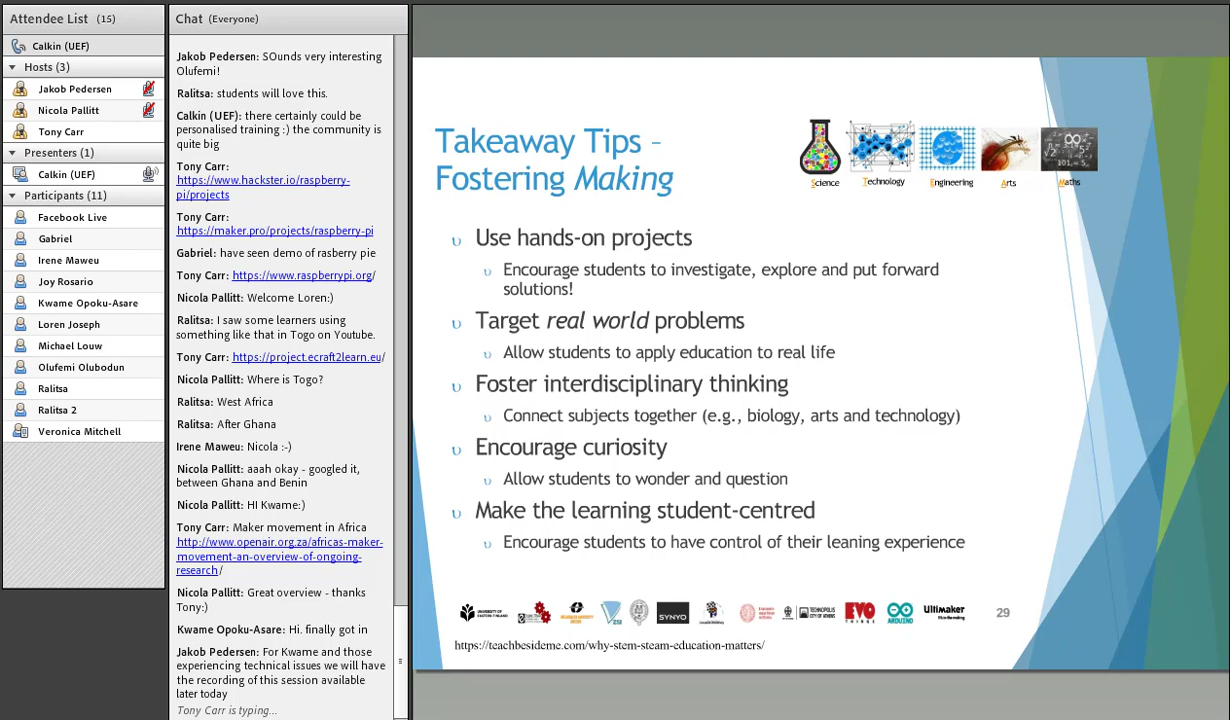 Attendee List (15)
Calkin (UEF)
Hosts (3)
Jakob Pedersen
Nicola Pallitt
Tony Carr
Presenters (1)
Calkin (UEF)
Participants (11)
Facebook Live
Gabriel
Irene Maweu
Joy Rosario
Kwame Opoku-Asare
Loren Joseph
Michael Louw
Olufemi Olubodun
Ralitsa
Ralitsa 2
Veronica Mitchell
Chat (Everyone)
Jakob Pedersen: SOunds very interesting
Olufemi!
Ralitsa: students will love this.
Calkin (UEF): there certainly could be
personalised training :) the community is
quite big
Tony Carr:
https://www.hackster.io/raspberry-
pi/projects
Tony Carr:
https://maker.pro/projects/raspberry-pi
Gabriel: have seen demo of rasberry pie
Tony Carr: https://www.raspberrypi.org/
Nicola Pallitt: Welcome Loren:)
Ralitsa: I saw some learners using
something like that in Togo on Youtube.
Tony Carr: https://project.ecraft2learn.eu/
Nicola Pallitt: Where is Togo?
Ralitsa: West Africa
Ralitsa: After Ghana
Irene Maweu: Nicola :-)
Nicola Pallitt: aaah okay - googled it,
between Ghana and Benin
Nicola Pallitt: HI Kwame:)
Tony Carr: Maker movement in Africa
http://www.openair.org.za/africas-maker-
movement-an-overview-of-ongoing-
research/
Nicola Pallitt: Great overview - thanks
Tony:)
Kwame Opoku-Asare: Hi. finally got in
Jakob Pedersen: For Kwame and those
experiencing technical issues we will have
the recording of this session available
later today
Tony Carr is typing...
Takeaway Tips –
Fostering Making
Science Technology Engineering Arts Maths
Use hands-on projects
Encourage students to investigate, explore and put forward
solutions!
Target real world problems
Allow students to apply education to real life
Foster interdisciplinary thinking
Connect subjects together (e.g., biology, arts and technology)
Encourage curiosity
Allow students to wonder and question
Make the learning student-centred
Encourage students to have control of their leaning experience
UNIVERSITY OF EASTERN FINLAND ZSI SYNYO TECHNOPOLIS CITY OF ATHENS EVO THINGS ARDUINO Ultimaker
29
https://teachbesideme.com/why-stem-steam-education-matters/